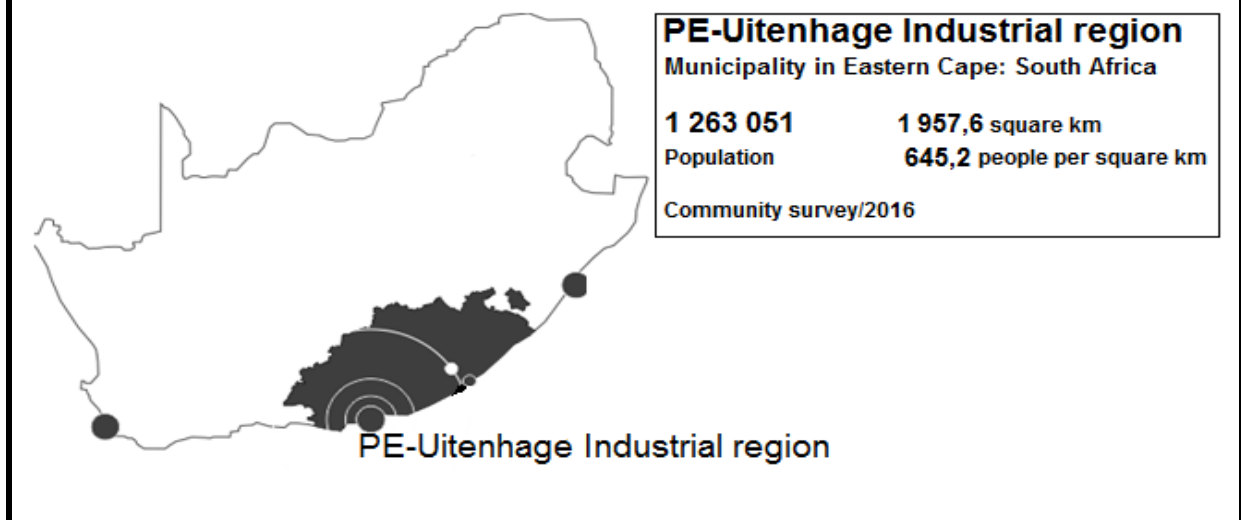 PE-Uitenhage Industrial region
Municipality in Eastern Cape: South Africa
1 263 051 1 957,6 square km
Population 645,2 people per square km
Community survey/2016
PE-Uitenhage Industrial region